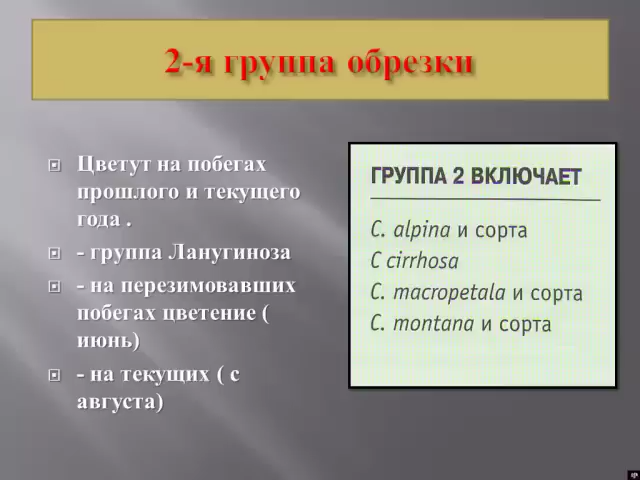 2-я группа обрезки
Цветут на побегах
прошлого и текущего
года .
- группа Ланугиноза
- на перезимовавших
побегах цветение (
июнь)
- на текущих ( с
августа)
ГРУППА 2 ВКЛЮЧАЕТ
C. alpina и сорта
C cirrhosa
C. macropetala и сорта
C. montana и сорта